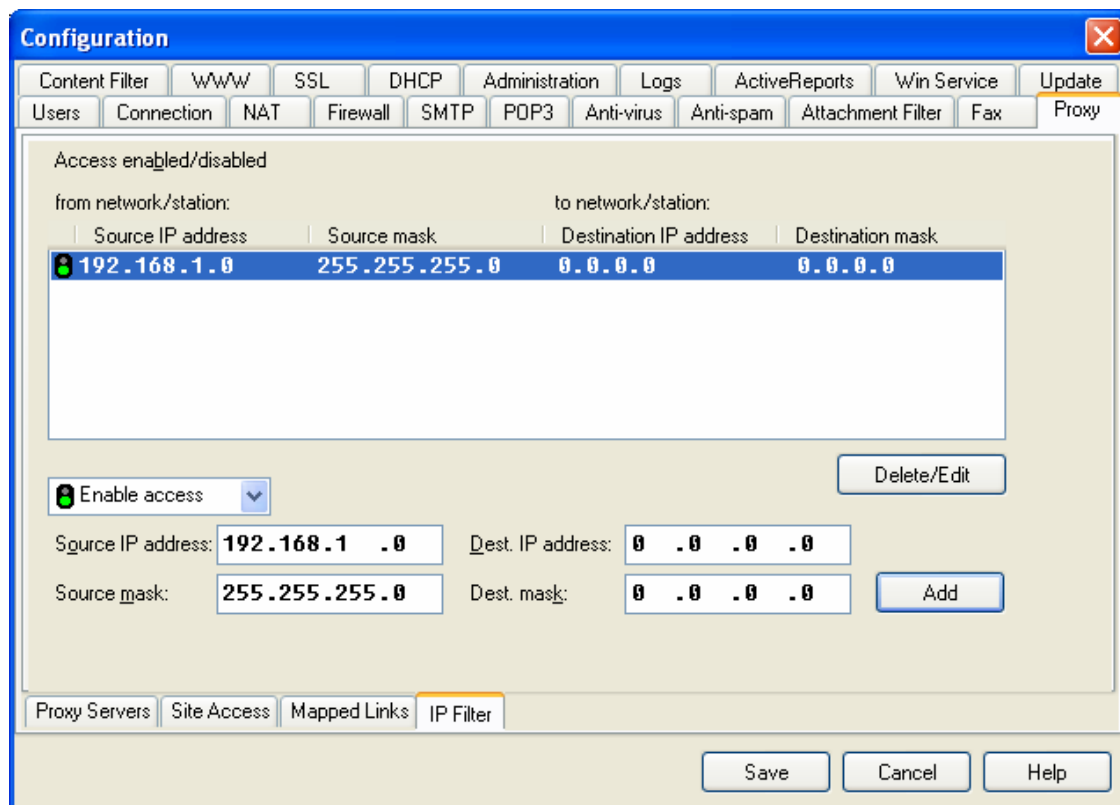 Configuration
Content Filter WWW SSL DHCP Administration Logs ActiveReports Win Service Update
Users Connection NAT Firewall SMTP POP3 Anti-virus Anti-spam Attachment Filter Fax Proxy
Access enabled/disabled
from network/station: to network/station:
Source IP address Source mask Destination IP address Destination mask
192.168.1.0 255.255.255.0 0.0.0.0 0.0.0.0
Delete/Edit
Enable access
Source IP address: 192.168.1 .0 Dest. IP address: 0 .0 .0 .0
Source mask: 255.255.255.0 Dest. mask: 0 .0 .0 .0 Add
Proxy Servers Site Access Mapped Links IP Filter
Save Cancel Help